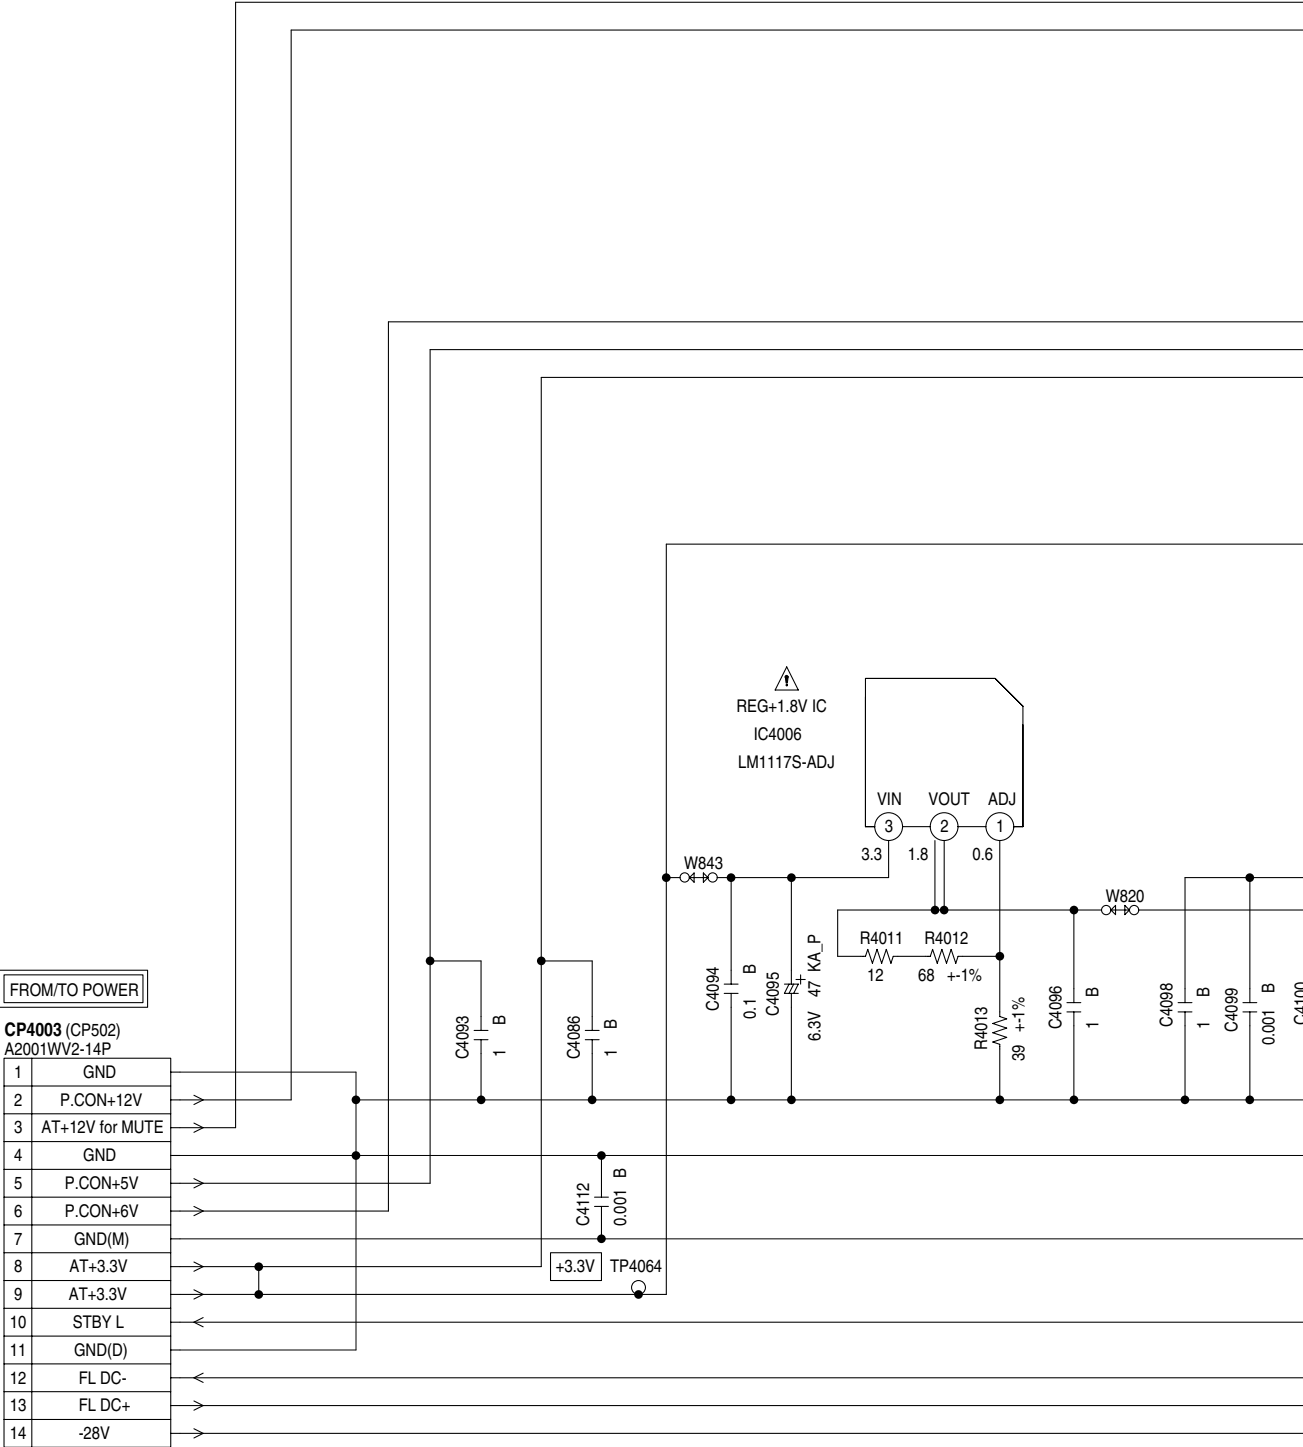 REG+1.8V IC
IC4006
LM1117S-ADJ
VIN VOUT ADJ
3 2 1
3.3 1.8 0.6
W843
W820
R4011 R4012
12 68 +-1%
C4094
0.1 B
C4095
6.3V 47 KA_P
+
R4013
39 +-1%
C4096
1 B
C4098
1 B
C4099
0.001 B
C4100
C4093
1 B
C4086
1 B
FROM/TO POWER
CP4003 (CP502)
A2001WV2-14P
1 GND
2 P.CON+12V
3 AT+12V for MUTE
4 GND
5 P.CON+5V
6 P.CON+6V
7 GND(M)
8 AT+3.3V
9 AT+3.3V
10 STBY L
11 GND(D)
12 FL DC-
13 FL DC+
14 -28V
C4112
0.001 B
+3.3V TP4064